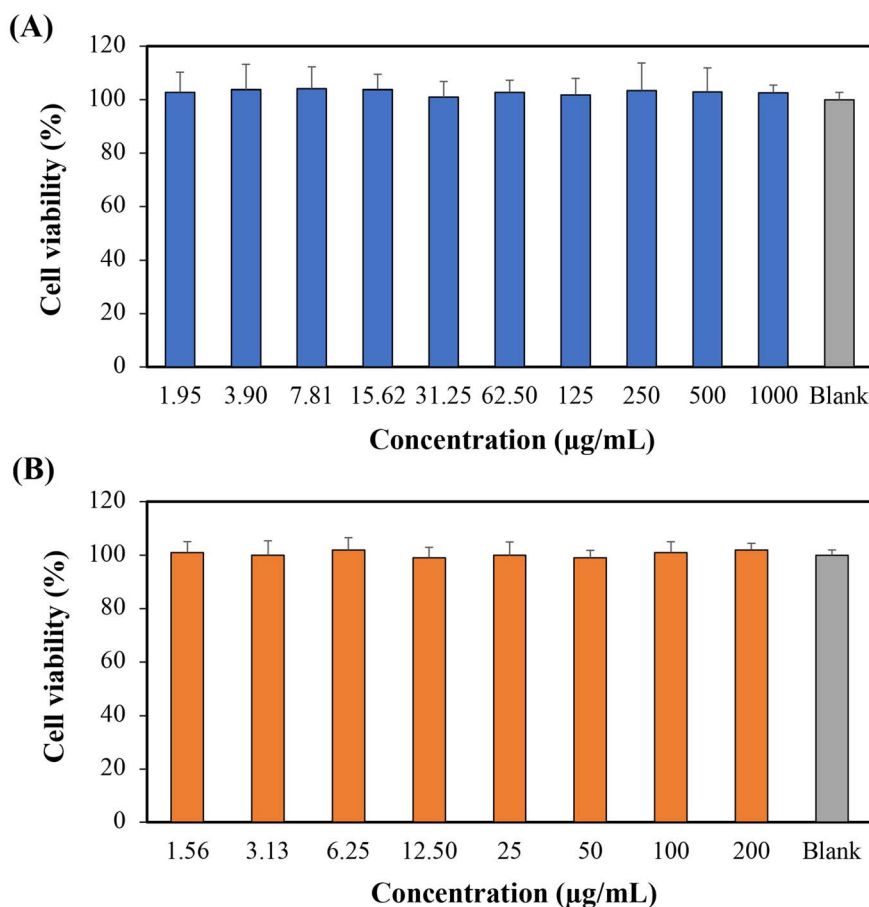 (A)
120
100
80
60
40
20
0
Cell viability (%)
1.95 3.90 7.81 15.62 31.25 62.50 125 250 500 1000 Blank
Concentration (µg/mL)
(B)
120
100
80
60
40
20
0
Cell viability (%)
1.56 3.13 6.25 12.50 25 50 100 200 Blank
Concentration (µg/mL)